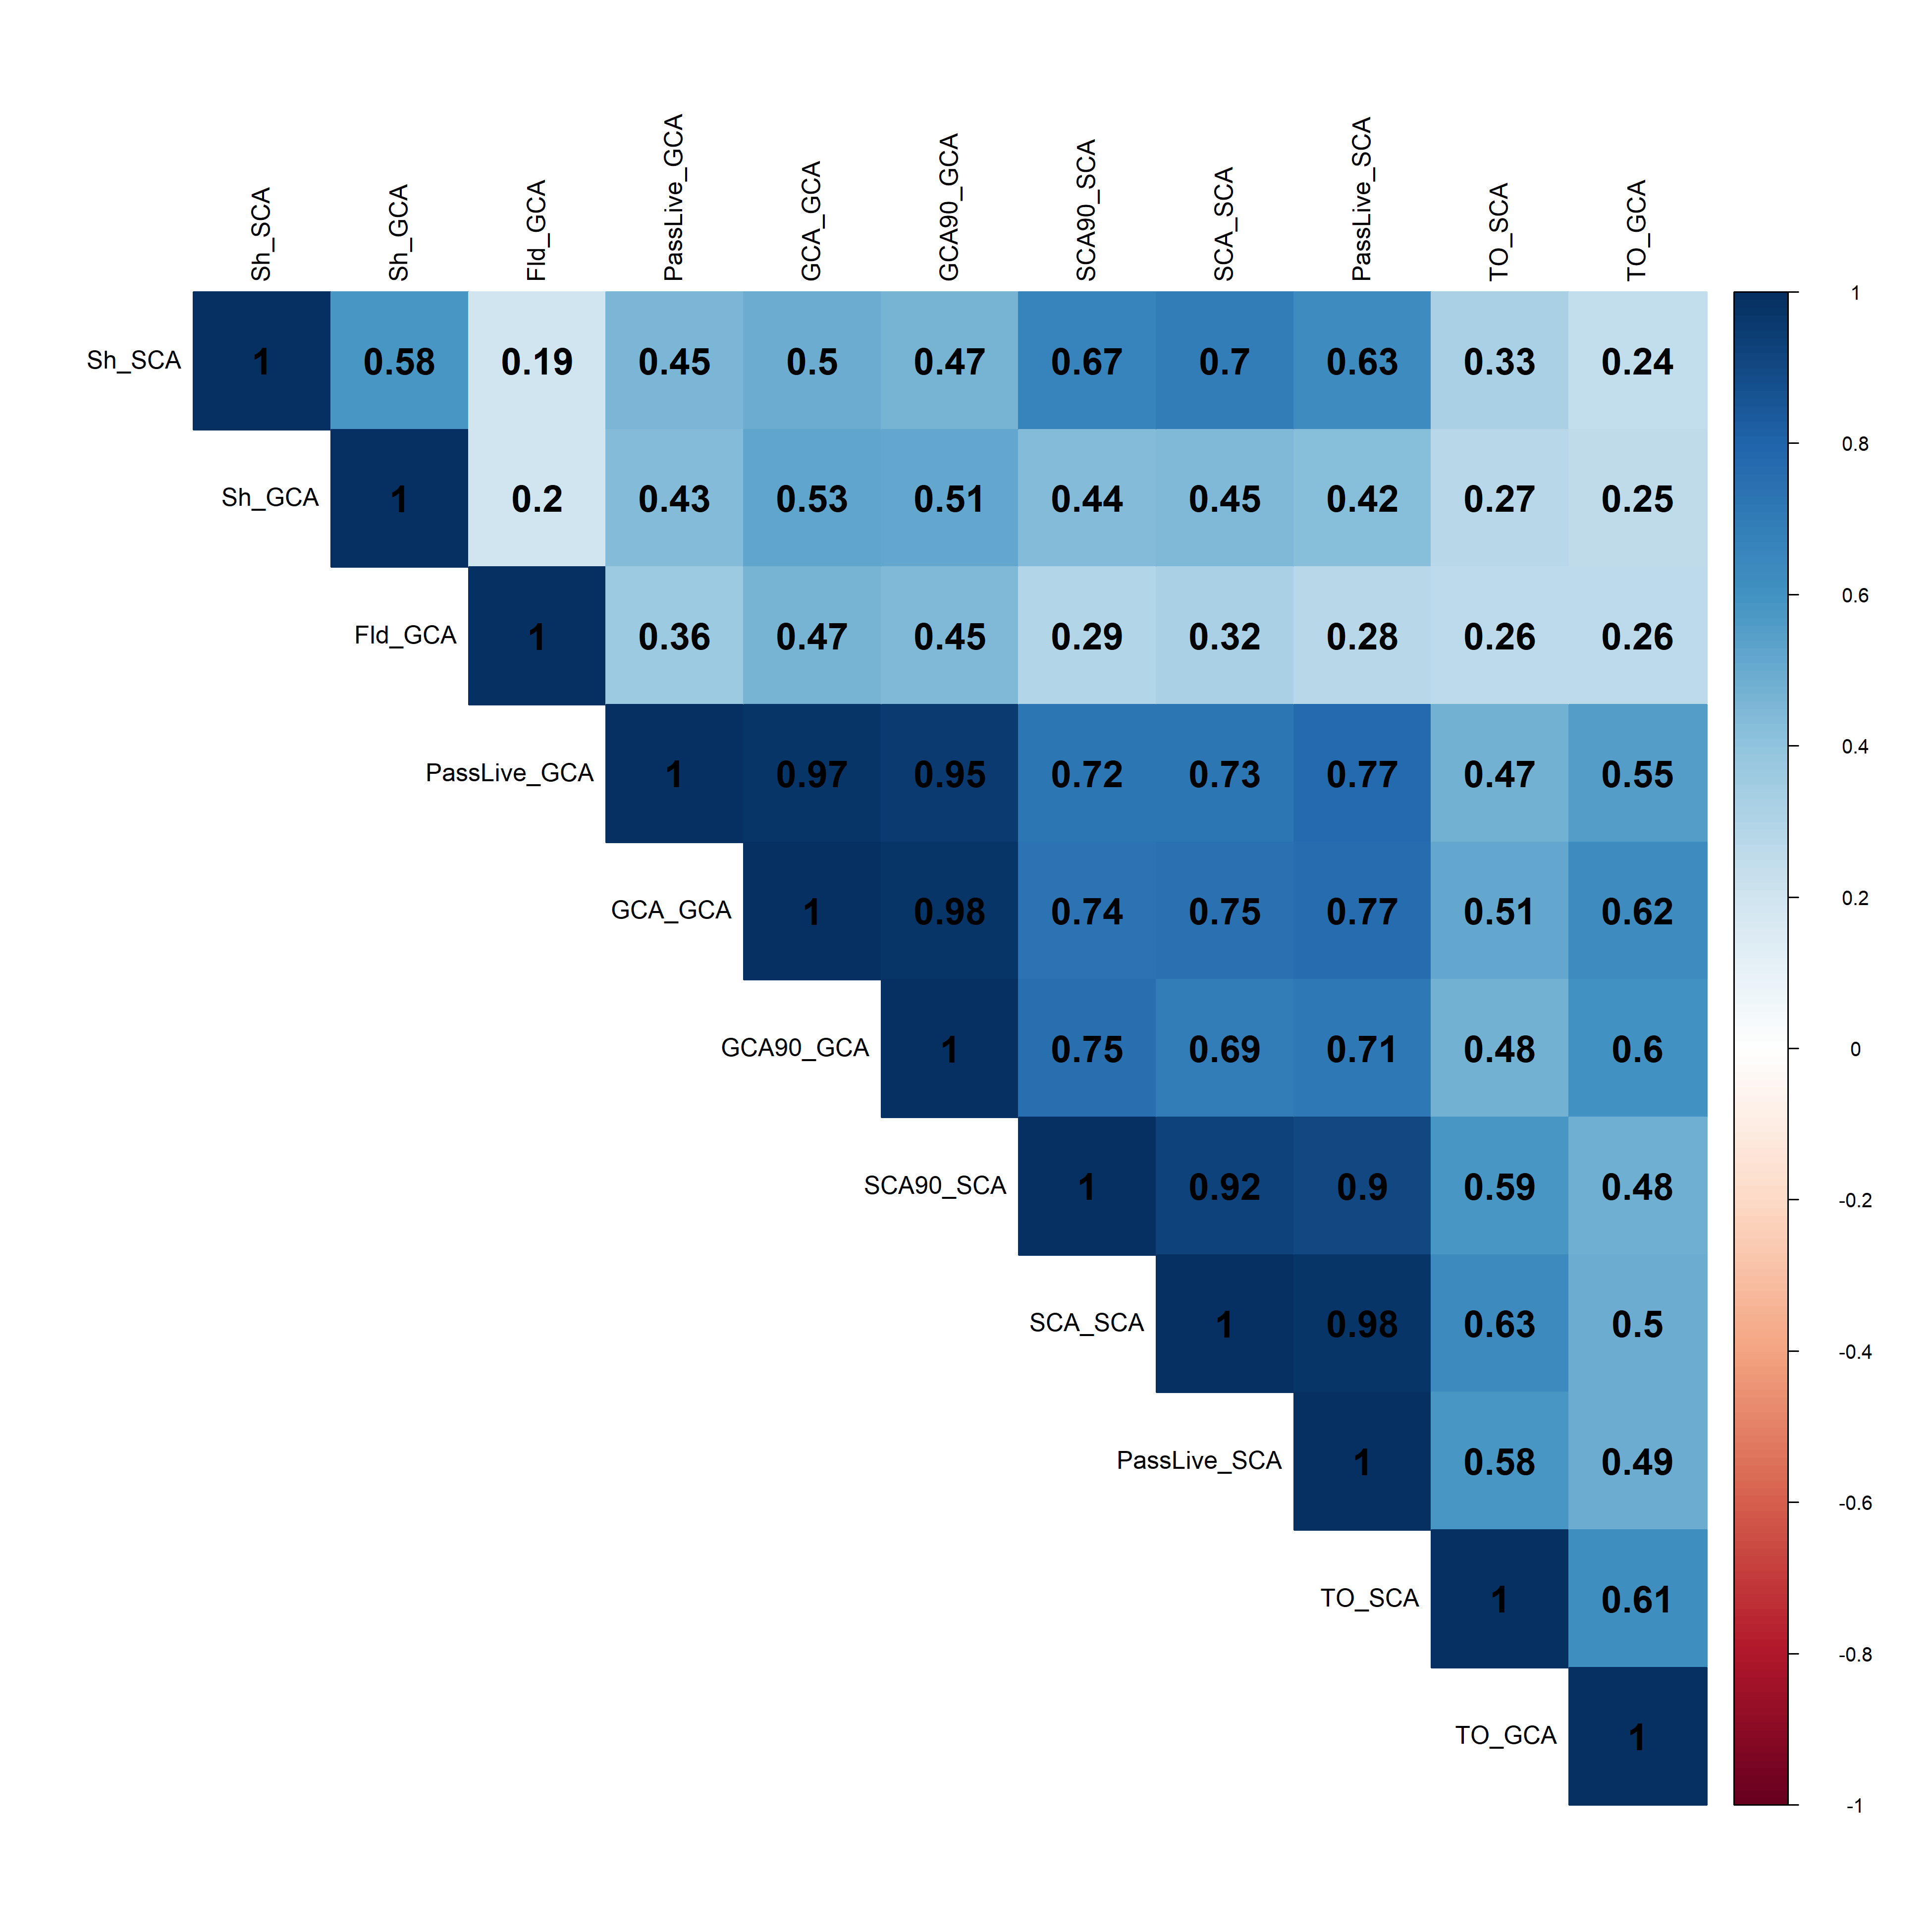 Sh_SCA Sh_GCA Fld_GCA PassLive_GCA GCA_GCA GCA90_GCA SCA90_SCA SCA_SCA PassLive_SCA TO_SCA TO_GCA
Sh_SCA 1 0.58 0.19 0.45 0.5 0.47 0.67 0.7 0.63 0.33 0.24
Sh_GCA 1 0.2 0.43 0.53 0.51 0.44 0.45 0.42 0.27 0.25
Fld_GCA 1 0.36 0.47 0.45 0.29 0.32 0.28 0.26 0.26
PassLive_GCA 1 0.97 0.95 0.72 0.73 0.77 0.47 0.55
GCA_GCA 1 0.98 0.74 0.75 0.77 0.51 0.62
GCA90_GCA 1 0.75 0.69 0.71 0.48 0.6
SCA90_SCA 1 0.92 0.9 0.59 0.48
SCA_SCA 1 0.98 0.63 0.5
PassLive_SCA 1 0.58 0.49
TO_SCA 1 0.61
TO_GCA 1
1
0.8
0.6
0.4
0.2
0
-0.2
-0.4
-0.6
-0.8
-1